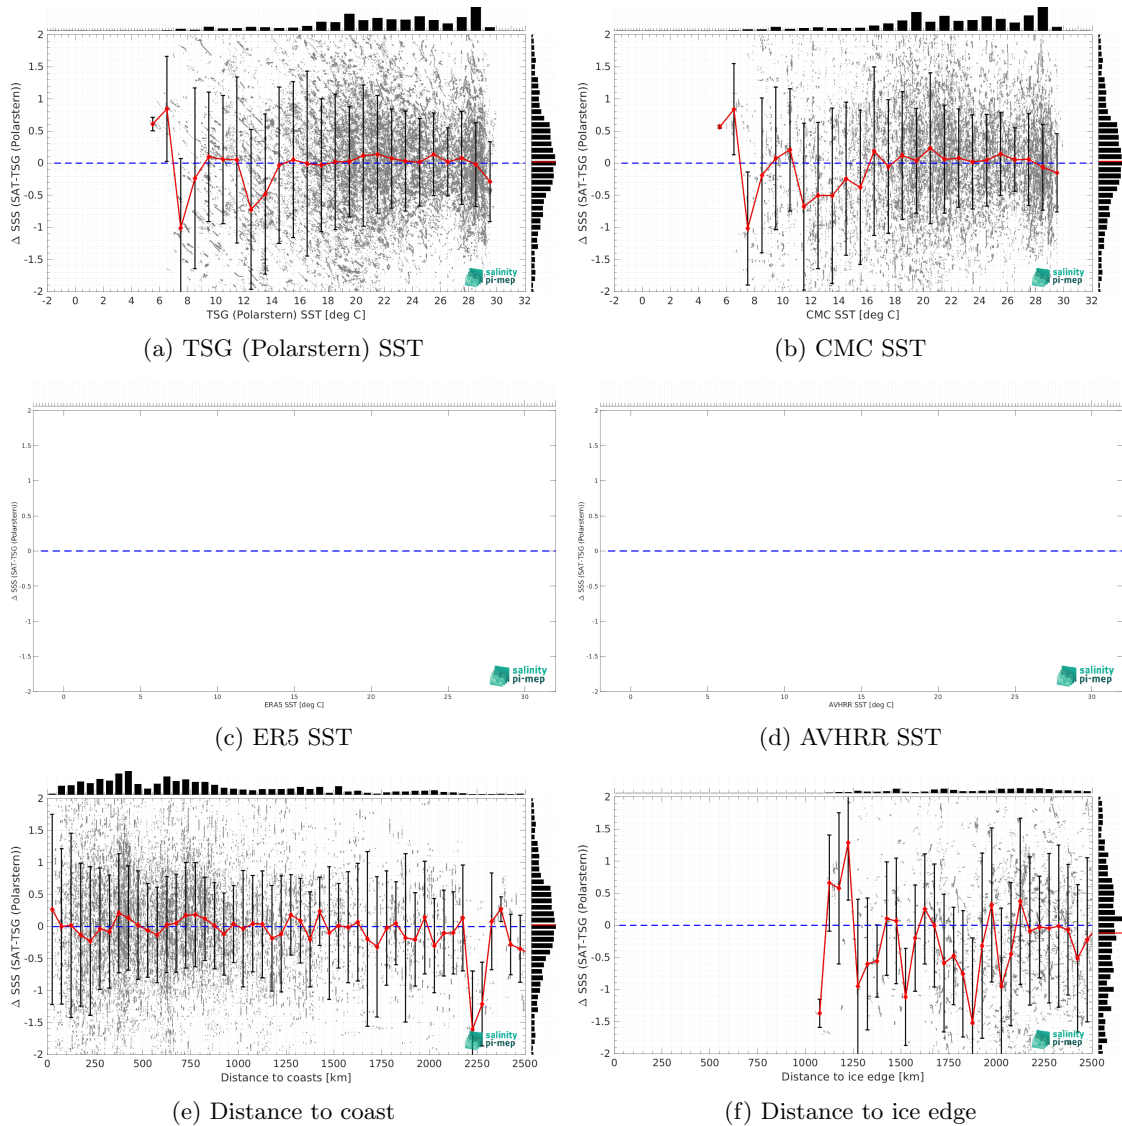 2
1.5
1
0.5
0
-0.5
-1
-1.5
-2
Δ SSS (SAT-TSG (Polarstern))
-2 0 2 4 6 8 10 12 14 16 18 20 22 24 26 28 30 32
TSG (Polarstern) SST [deg C]
salinity
pi-mep
(a) TSG (Polarstern) SST
2
1.5
1
0.5
0
-0.5
-1
-1.5
-2
Δ SSS (SAT-TSG (Polarstern))
-2 0 2 4 6 8 10 12 14 16 18 20 22 24 26 28 30 32
CMC SST [deg C]
salinity
pi-mep
(b) CMC SST
2
1.5
1
0.5
0
-0.5
-1
-1.5
-2
Δ SSS (SAT-TSG (Polarstern))
0 5 10 15 20 25 30
ERA5 SST [deg C]
salinity
pi-mep
(c) ER5 SST
2
1.5
1
0.5
0
-0.5
-1
-1.5
-2
Δ SSS (SAT-TSG (Polarstern))
0 5 10 15 20 25 30
AVHRR SST [deg C]
salinity
pi-mep
(d) AVHRR SST
2
1.5
1
0.5
0
-0.5
-1
-1.5
-2
Δ SSS (SAT-TSG (Polarstern))
0 250 500 750 1000 1250 1500 1750 2000 2250 2500
Distance to coasts [km]
salinity
pi-mep
(e) Distance to coast
2
1.5
1
0.5
0
-0.5
-1
-1.5
-2
Δ SSS (SAT-TSG (Polarstern))
0 250 500 750 1000 1250 1500 1750 2000 2250 2500
Distance to ice edge [km]
salinity
pi-mep
(f) Distance to ice edge